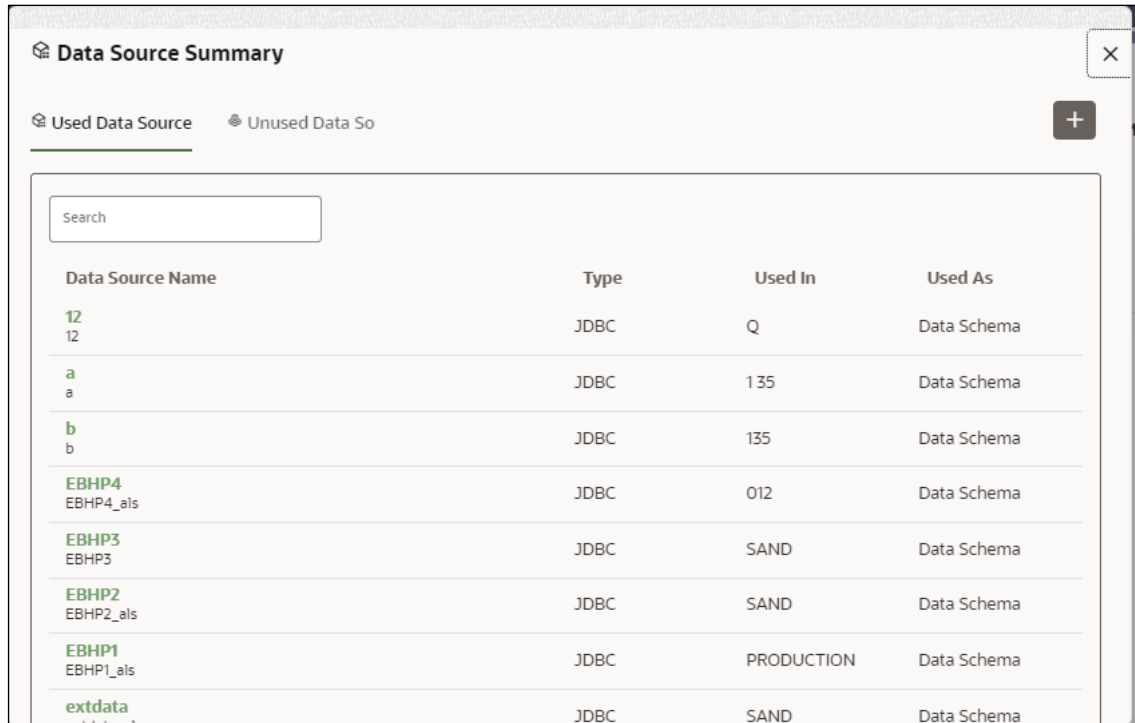 Data Source Summary
Used Data Source Unused Data So
Search
Data Source Name Type Used In Used As
12
12
JDBC Q Data Schema
a
a
JDBC 1 35 Data Schema
b
b
JDBC 135 Data Schema
EBHP4
EBHP4_als
JDBC 012 Data Schema
EBHP3
EBHP3
JDBC SAND Data Schema
EBHP2
EBHP2_als
JDBC SAND Data Schema
EBHP1
EBHP1_als
JDBC PRODUCTION Data Schema
extdata
JDBC SAND Data Schema